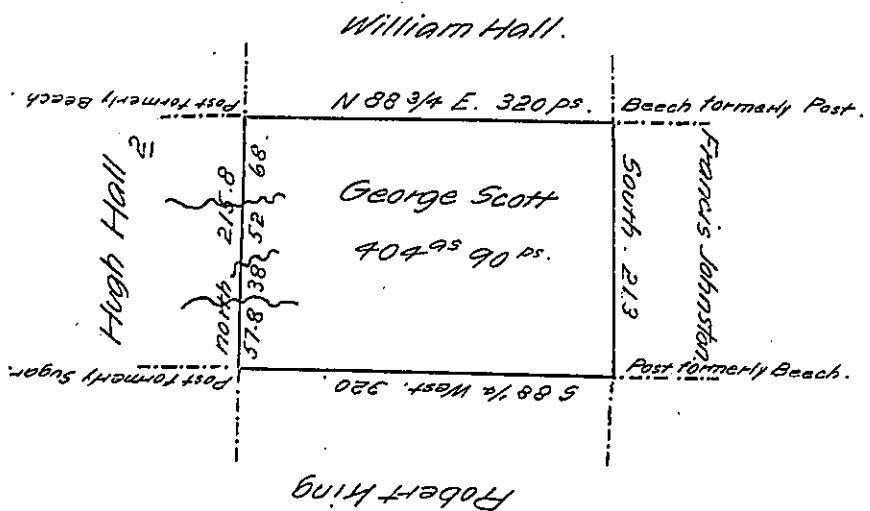 William Hall.
Post formerly Beech.
N 88 3/4 E. 320 ps.
Beech formerly Post.
Hugh Hall
2
north 215.8
57.8 38 52 68.
George Scott
404 as 90 ps.
South. 213
Francis Johnston.
Post formerly Sugar.
S 88 1/2 West. 320
Post formerly Beech.
Robert King